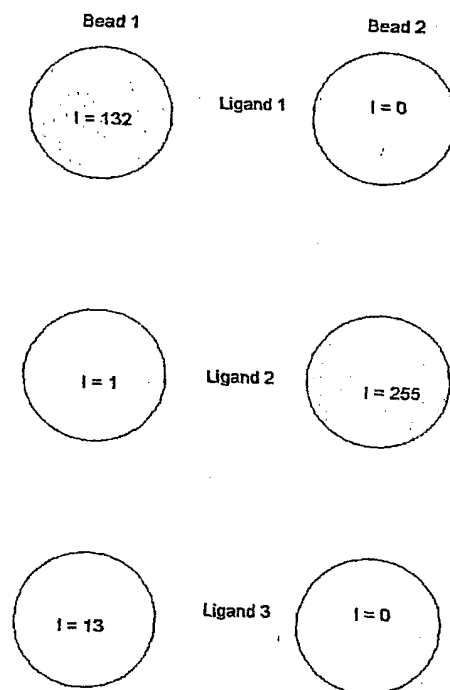 Bead 1
Bead 2
I = 132
Ligand 1
I = 0
I = 1
Ligand 2
I = 255
I = 13
Ligand 3
I = 0